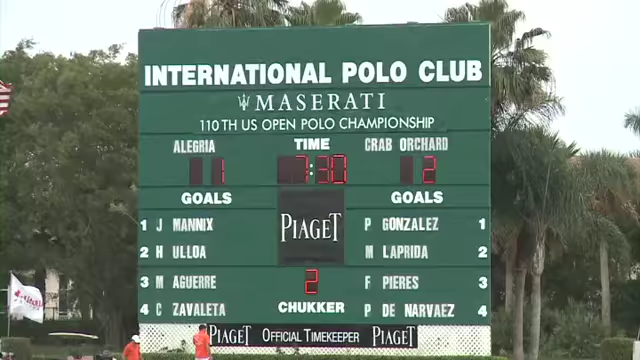 INTERNATIONAL POLO CLUB
MASERATI
110TH US OPEN POLO CHAMPIONSHIP
ALEGRIA TIME CRAB ORCHARD
1 7:30 2
GOALS GOALS
PIAGET
1 J MANNIX P GONZALEZ 1
2 H ULLOA M LAPRIDA 2
3 M AGUERRE 2 F PIERES 3
4 C ZAVALETA CHUKKER P DE NARVAEZ 4
PIAGET OFFICIAL TIMEKEEPER PIAGET